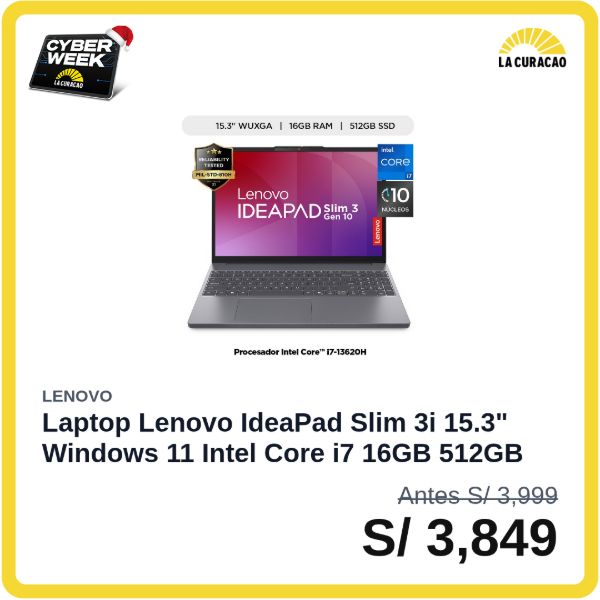 CYBER
WEEK
LA CURACAO
LA CURACAO
15.3" WUXGA | 16GB RAM | 512GB SSD
RELIABILITY
TESTED
MIL-STD-810H
intel
CORE
i7
10
NÚCLEOS
Lenovo
IDEAPAD Slim 3
Gen 10
Lenovo
Procesador Intel Core™ i7-13620H
LENOVO
Laptop Lenovo IdeaPad Slim 3i 15.3"
Windows 11 Intel Core i7 16GB 512GB
Antes S/ 3,999
S/ 3,849